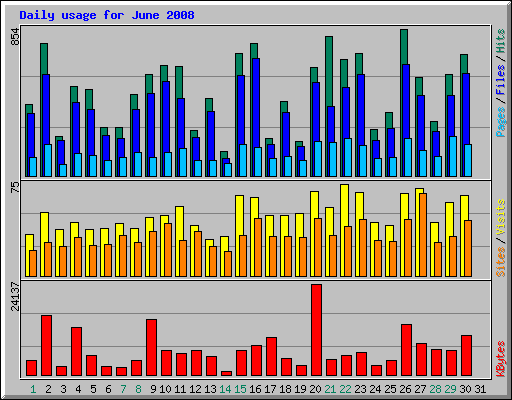 Daily usage for June 2008
854
Pages / Files / Hits
75
Sites / Visits
24137
KBytes
1 2 3 4 5 6 7 8 9 10 11 12 13 14 15 16 17 18 19 20 21 22 23 24 25 26 27 28 29 30 31